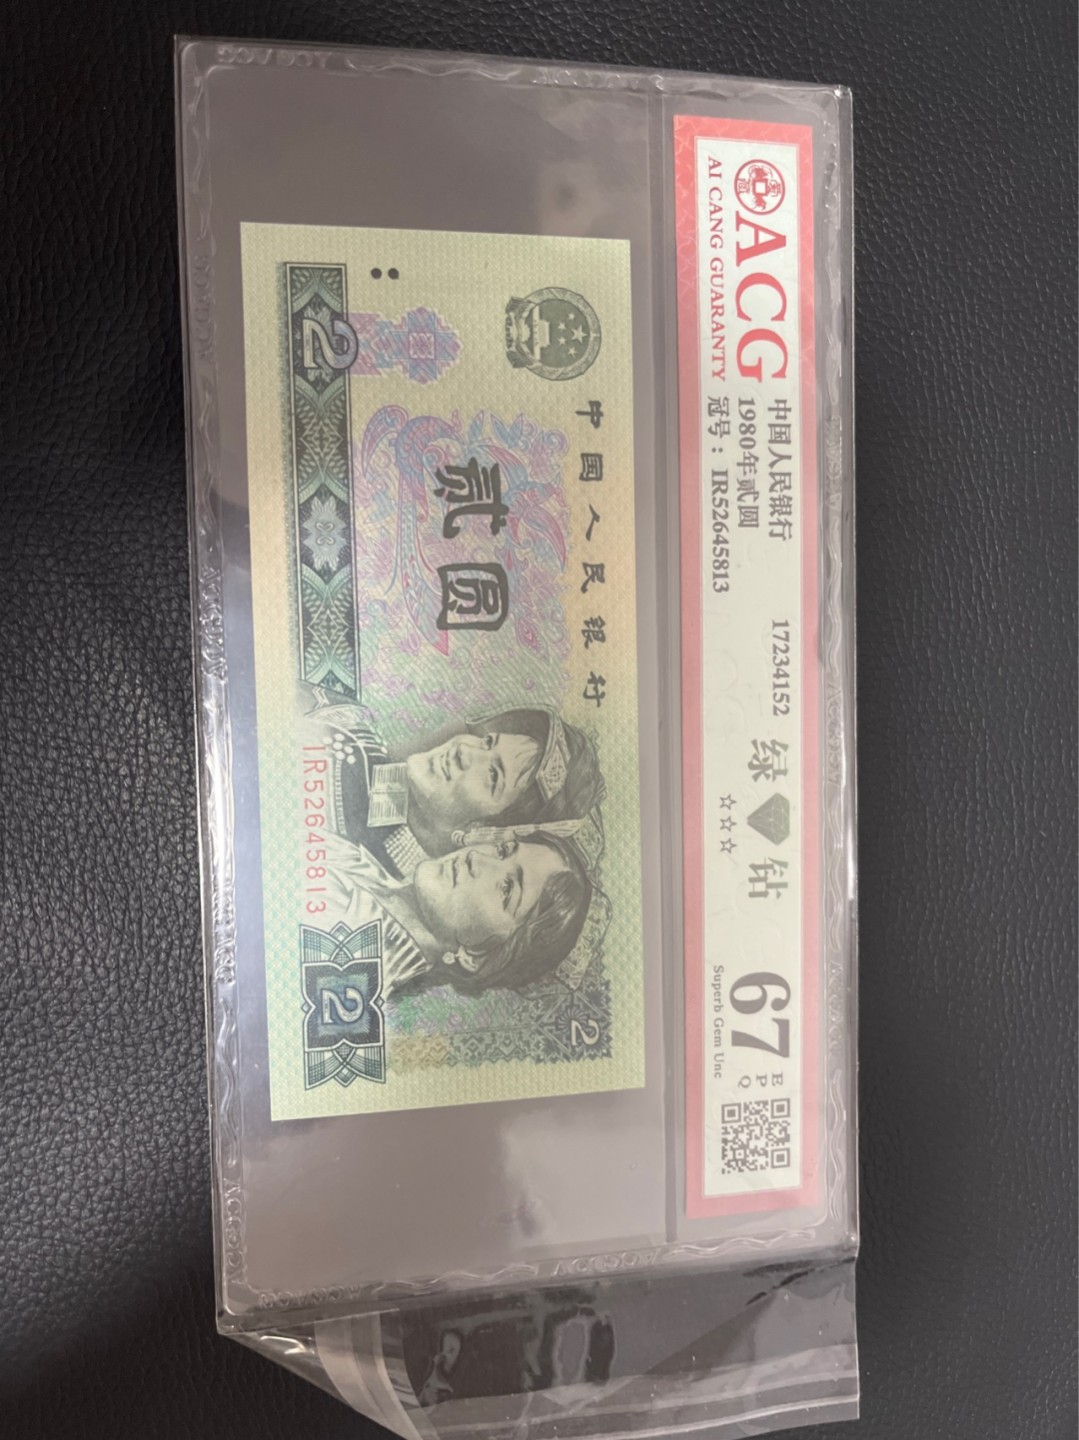 ACG
AI CANG GUARANTY
中国人民银行
1980年贰圆
冠号：IR52645813
17234152
绿钻
☆☆☆
67
EPQ
Superb Gem Unc
中国人民银行
贰圆
2
IR52645813
2
2